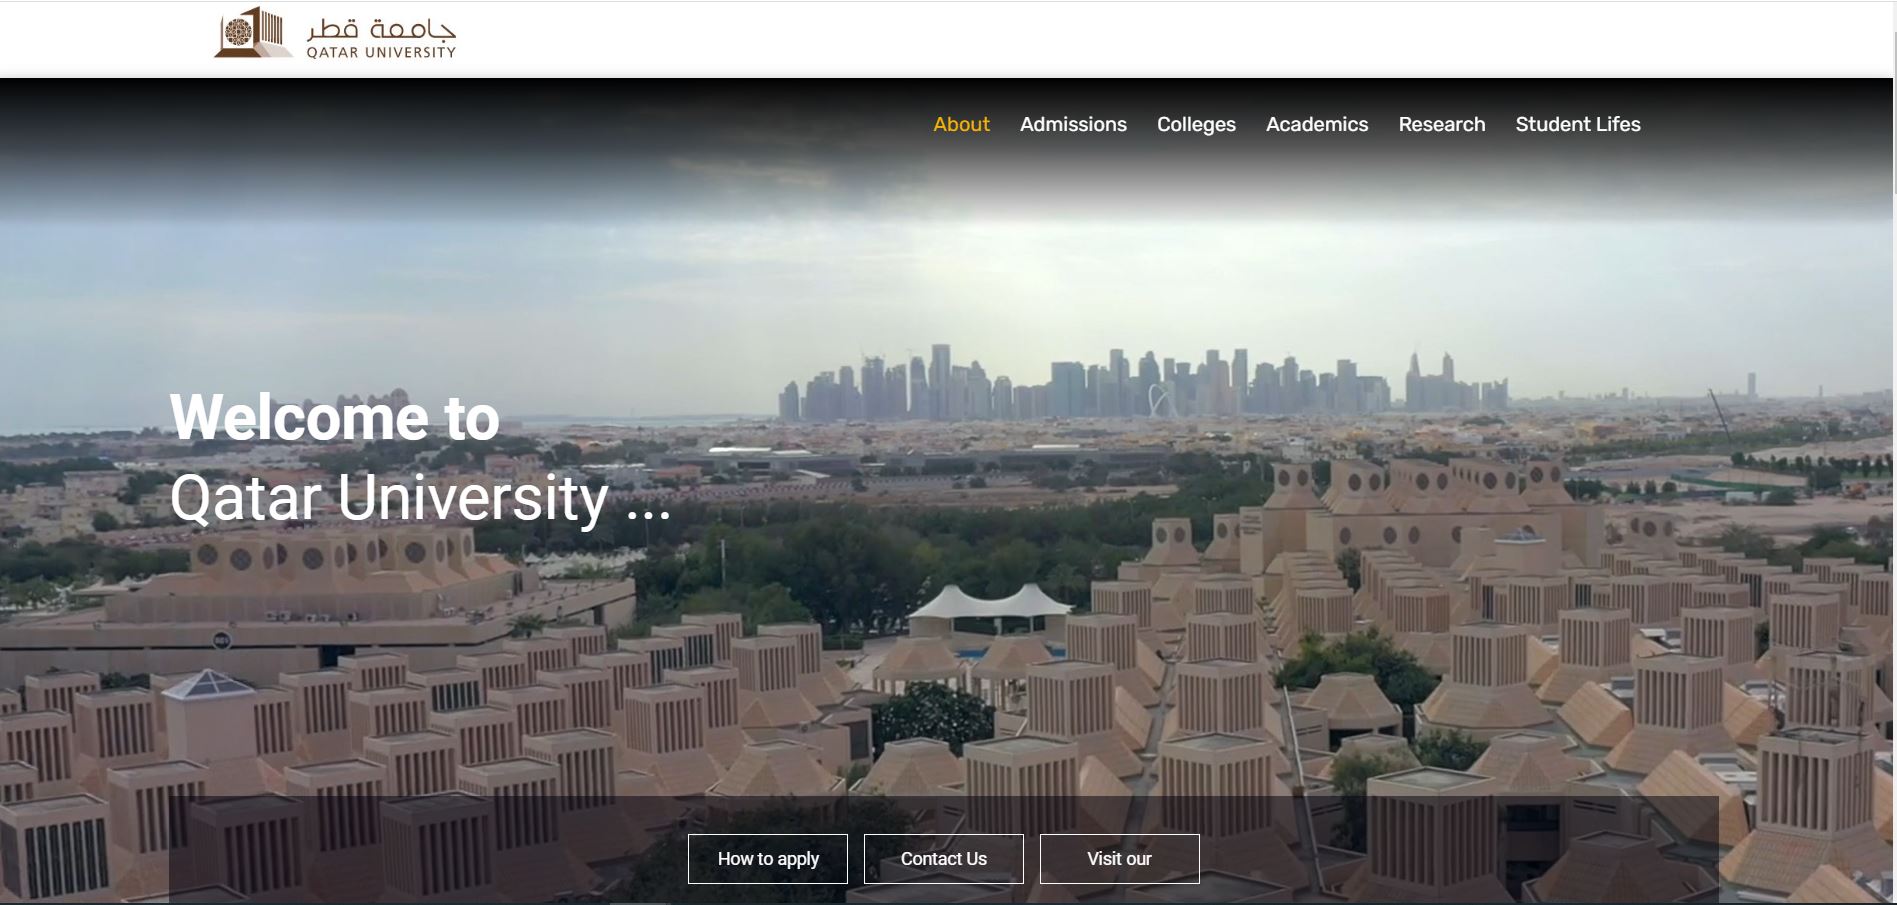 جامعة قطر
QATAR UNIVERSITY
About Admissions Colleges Academics Research Student Lifes
Welcome to
Qatar University ...
How to apply Contact Us Visit our